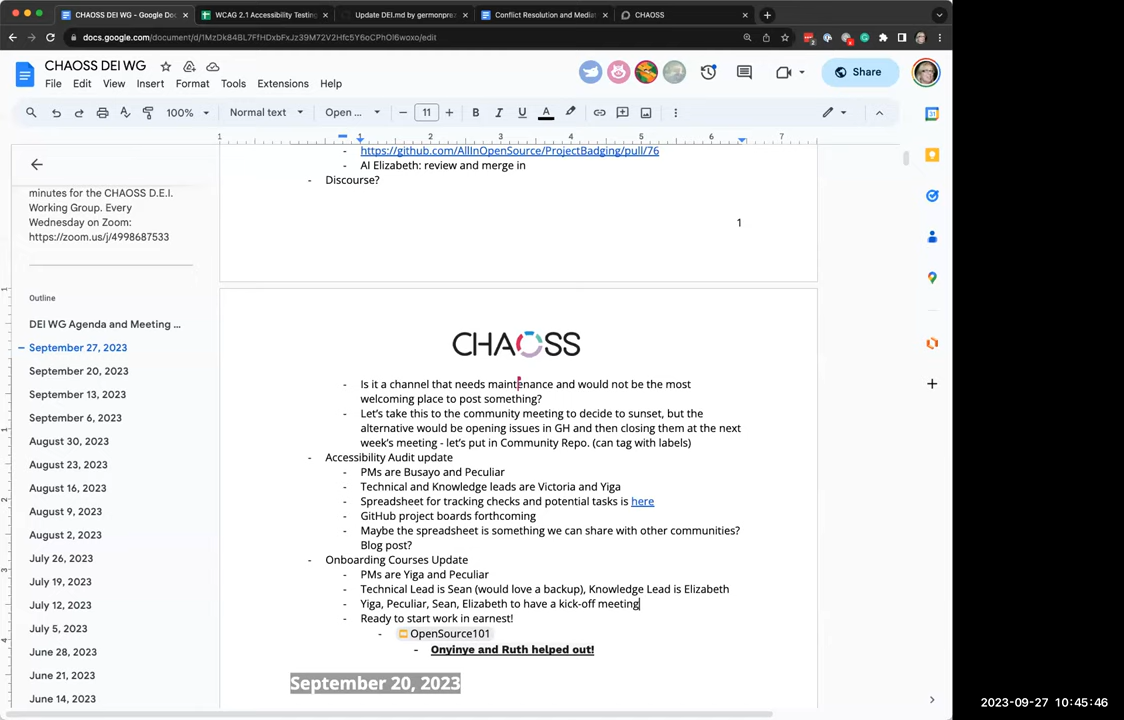 CHAOSS DEI WG - Google Doc
WCAG 2.1 Accessibility Testing
Update DEI.md by germonprez
Conflict Resolution and Mediat
CHAOSS
docs.google.com/document/d/1MzDk84BL7FfHDxbFxJz39M72V2Hfc5Y6oCPhOl6woxo/edit
CHAOSS DEI WG
File Edit View Insert Format Tools Extensions Help
Share
100% Normal text Open ... 11
1 1 2 3 4 5 6 7
https://github.com/AllInOpenSource/ProjectBadging/pull/76
- AI Elizabeth: review and merge in
- Discourse?
1
minutes for the CHAOSS D.E.I.
Working Group. Every
Wednesday on Zoom:
https://zoom.us/j/4998687533
Outline
DEI WG Agenda and Meeting ...
September 27, 2023
September 20, 2023
September 13, 2023
September 6, 2023
August 30, 2023
August 23, 2023
August 16, 2023
August 9, 2023
August 2, 2023
July 26, 2023
July 19, 2023
July 12, 2023
July 5, 2023
June 28, 2023
June 21, 2023
June 14, 2023
CHAOSS
- Is it a channel that needs maintenance and would not be the most
welcoming place to post something?
- Let's take this to the community meeting to decide to sunset, but the
alternative would be opening issues in GH and then closing them at the next
week's meeting - let's put in Community Repo. (can tag with labels)
- Accessibility Audit update
- PMs are Busayo and Peculiar
- Technical and Knowledge leads are Victoria and Yiga
- Spreadsheet for tracking checks and potential tasks is here
- GitHub project boards forthcoming
- Maybe the spreadsheet is something we can share with other communities?
Blog post?
- Onboarding Courses Update
- PMs are Yiga and Peculiar
- Technical Lead is Sean (would love a backup), Knowledge Lead is Elizabeth
- Yiga, Peculiar, Sean, Elizabeth to have a kick-off meeting
- Ready to start work in earnest!
- OpenSource101
- Onyinye and Ruth helped out!
September 20, 2023
2023-09-27 10:45:46